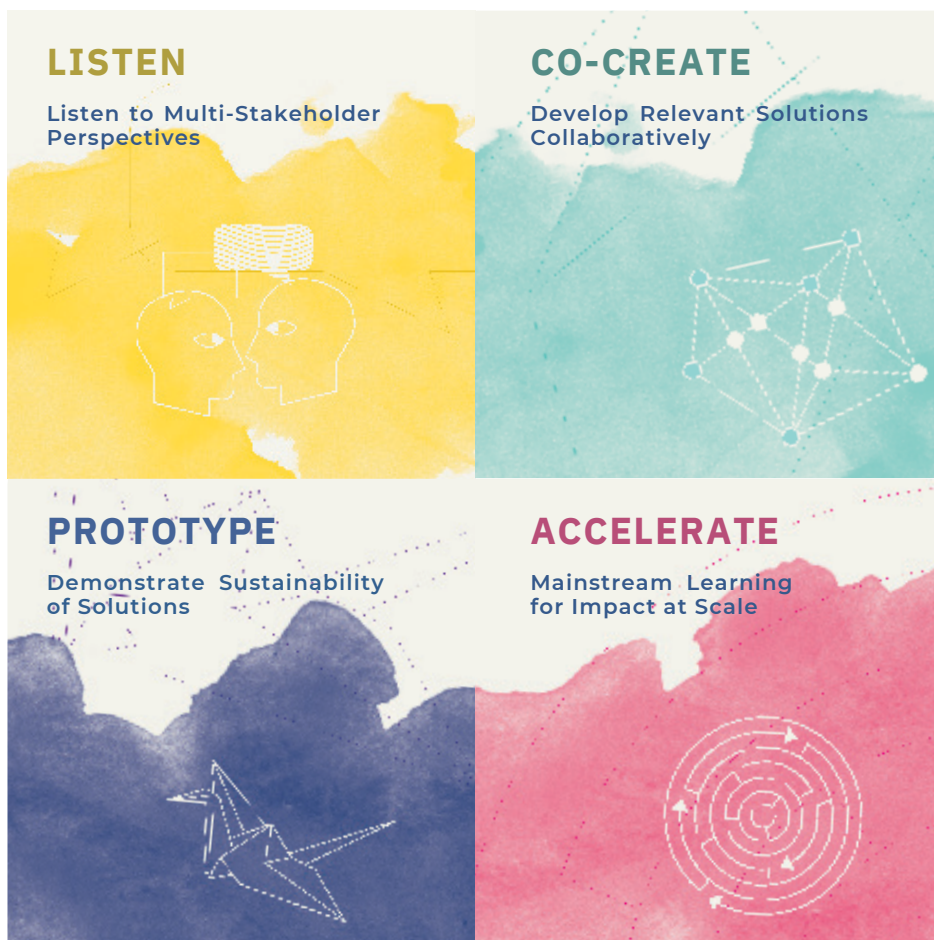 LISTEN
Listen to Multi-Stakeholder
Perspectives
CO-CREATE
Develop Relevant Solutions
Collaboratively
PROTOTYPE
Demonstrate Sustainability
of Solutions
ACCELERATE
Mainstream Learning
for Impact at Scale